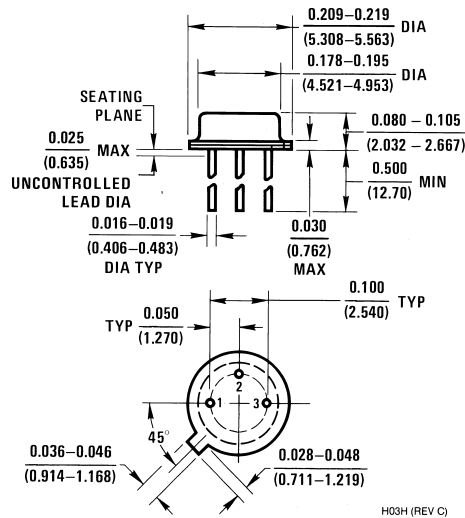 0.209–0.219 DIA
(5.308–5.563)
0.178–0.195 DIA
(4.521–4.953)
SEATING
PLANE
0.080 – 0.105
(2.032 – 2.667)
0.025 MAX
(0.635)
0.500 MIN
(12.70)
UNCONTROLLED
LEAD DIA
0.016–0.019
(0.406–0.483)
DIA TYP
0.030
(0.762)
MAX
0.100 TYP
(2.540)
TYP 0.050
(1.270)
2
1
3
45°
0.036–0.046
(0.914–1.168)
0.028–0.048
(0.711–1.219)
H03H (REV C)